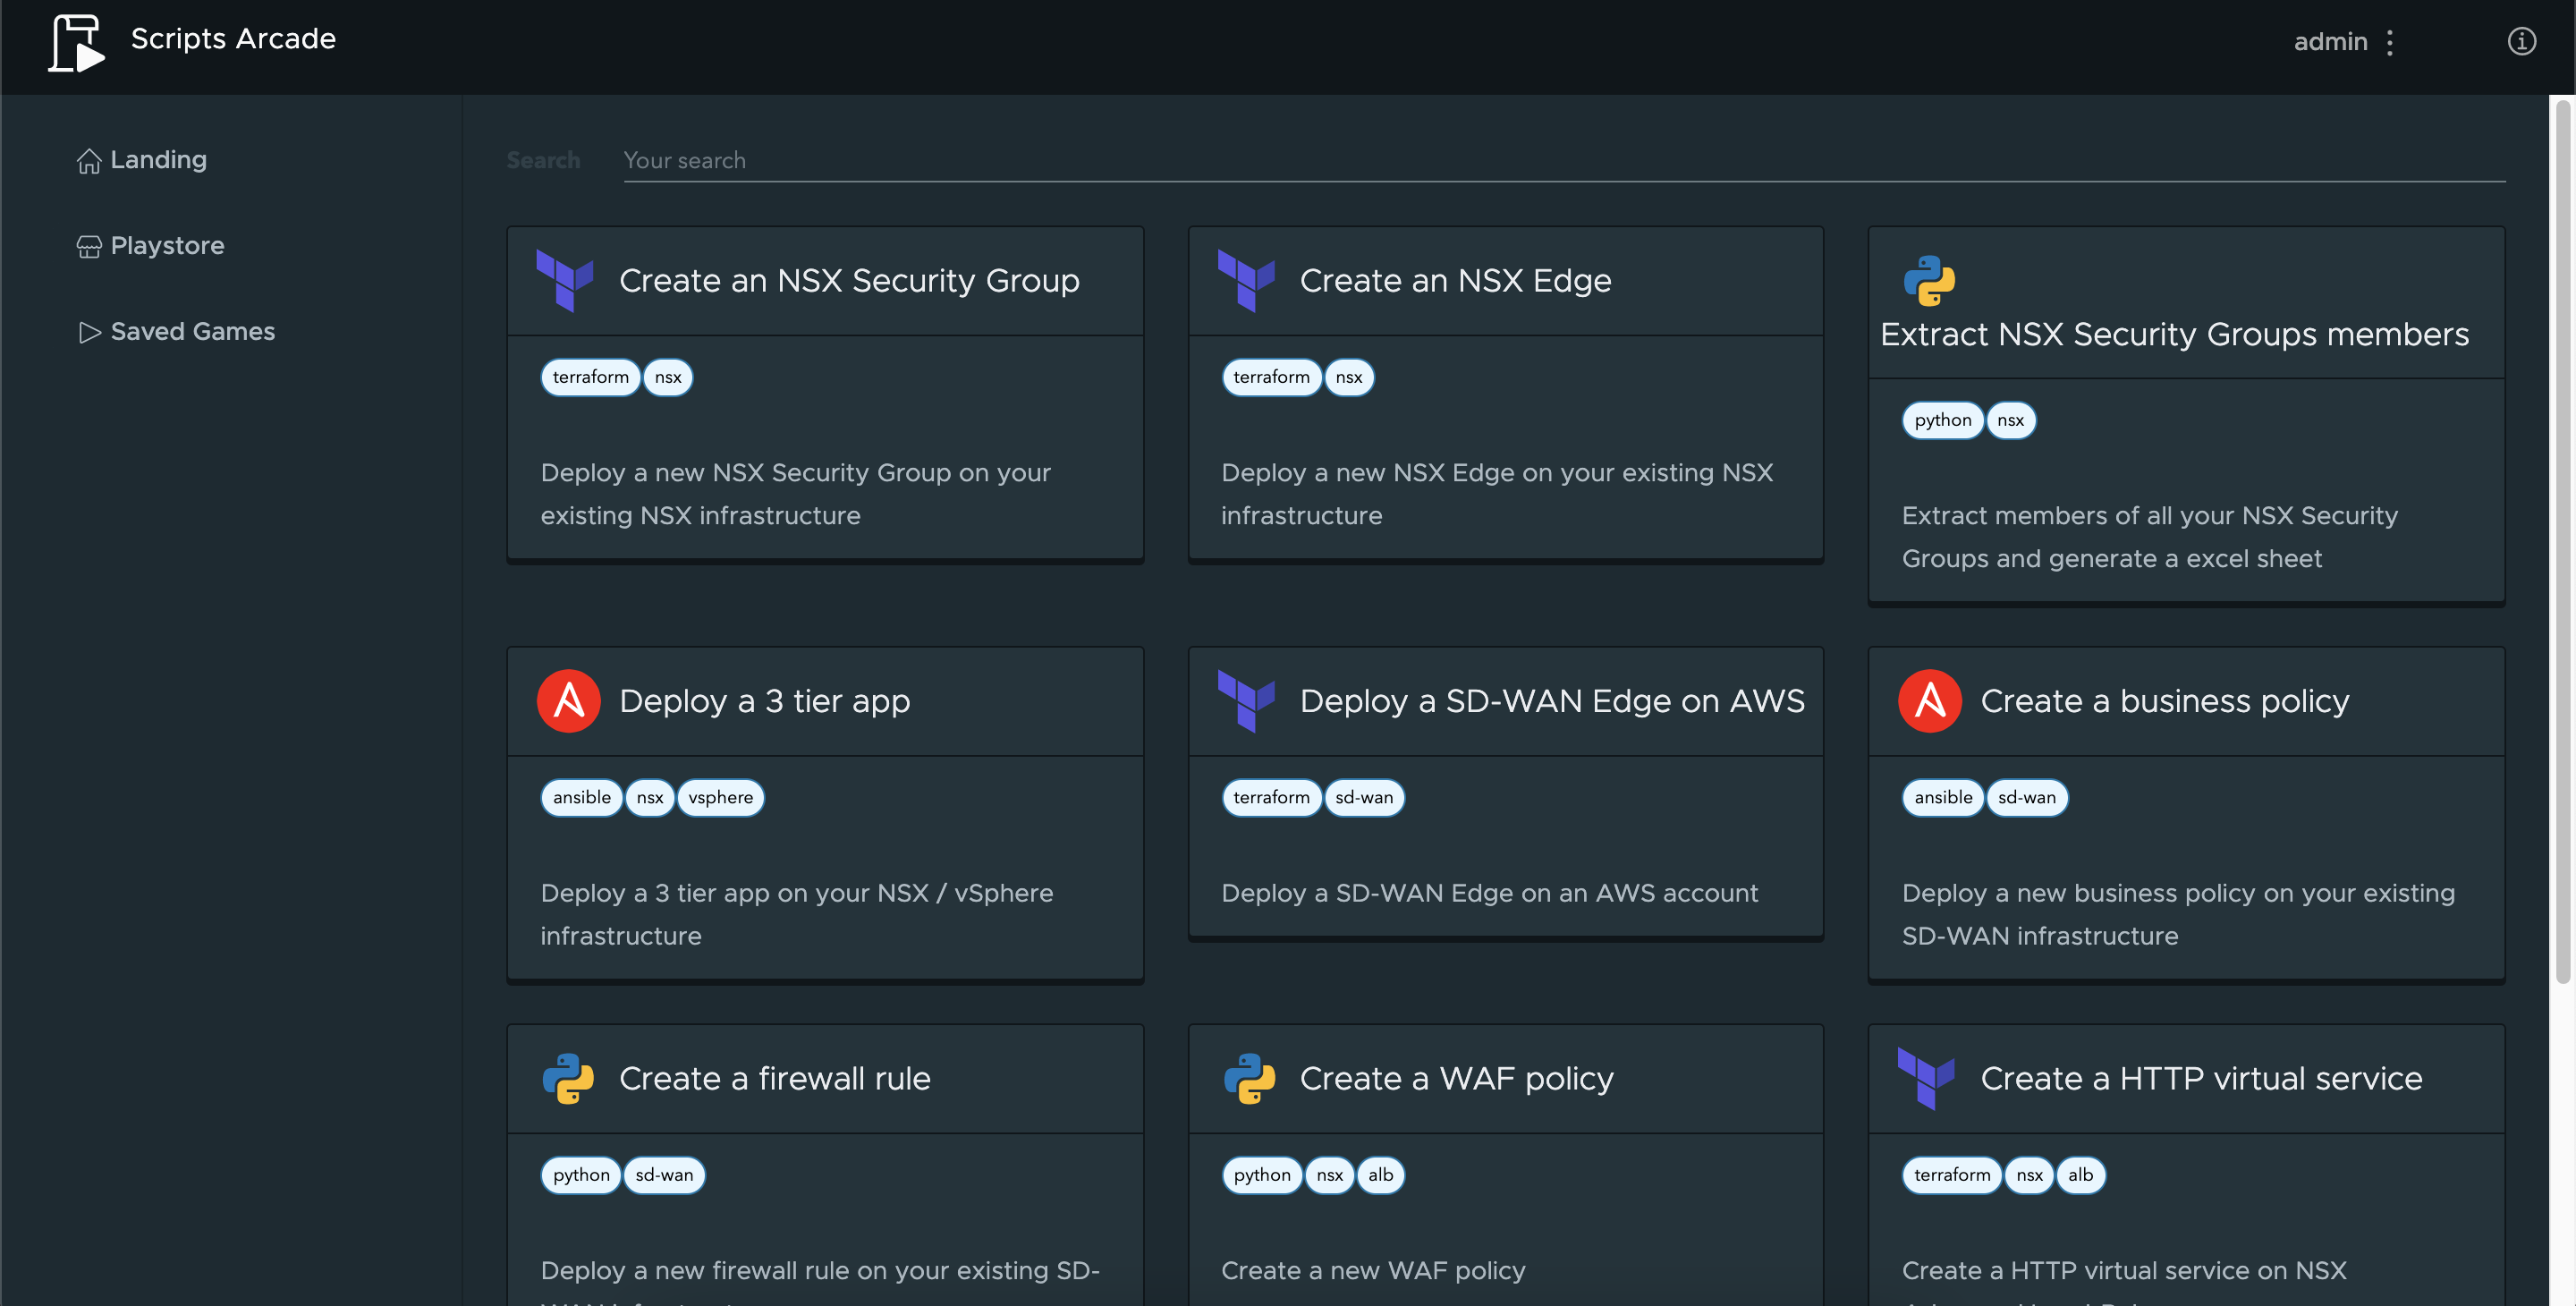 Scripts Arcade
admin
Landing
Playstore
Saved Games
Search
Your search
Create an NSX Security Group
terraform nsx
Deploy a new NSX Security Group on your
existing NSX infrastructure
Create an NSX Edge
terraform nsx
Deploy a new NSX Edge on your existing NSX
infrastructure
Extract NSX Security Groups members
python nsx
Extract members of all your NSX Security
Groups and generate a excel sheet
Deploy a 3 tier app
ansible nsx vsphere
Deploy a 3 tier app on your NSX / vSphere
infrastructure
Deploy a SD-WAN Edge on AWS
terraform sd-wan
Deploy a SD-WAN Edge on an AWS account
Create a business policy
ansible sd-wan
Deploy a new business policy on your existing
SD-WAN infrastructure
Create a firewall rule
python sd-wan
Deploy a new firewall rule on your existing SD-
Create a WAF policy
python nsx alb
Create a new WAF policy
Create a HTTP virtual service
terraform nsx alb
Create a HTTP virtual service on NSX